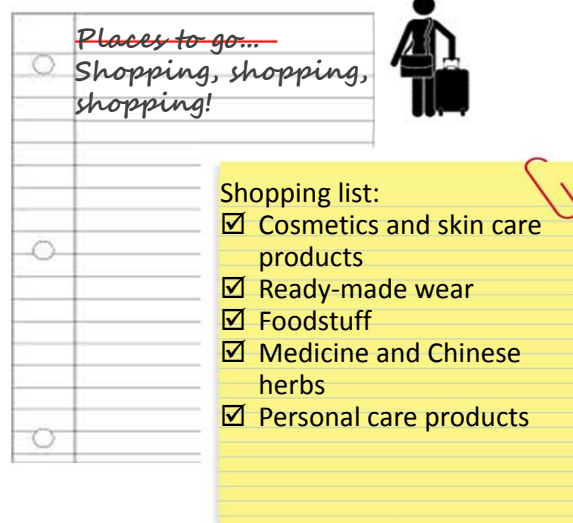 Places to go...
Shopping, shopping,
shopping!
Shopping list:
☑ Cosmetics and skin care
products
☑ Ready-made wear
☑ Foodstuff
☑ Medicine and Chinese
herbs
☑ Personal care products